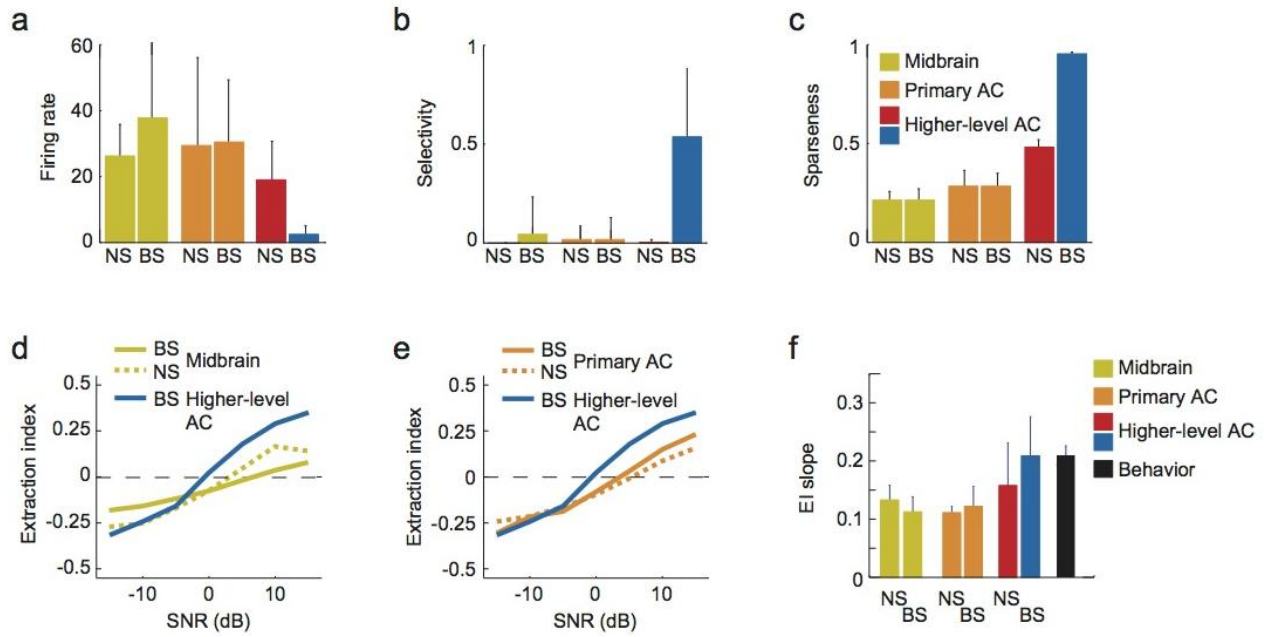 a
Firing rate
60
40
20
0
NS BS NS BS NS BS
b
Selectivity
1
0.5
0
NS BS NS BS NS BS
c
Sparseness
1
0.5
0
Midbrain
Primary AC
Higher-level AC
NS BS NS BS NS BS
d
BS
NS
Midbrain
BS Higher-level
AC
Extraction index
0.5
0.25
0
-0.25
-0.5
-10 0 10
SNR (dB)
e
BS
NS
Primary AC
BS Higher-level
AC
Extraction index
0.5
0.25
0
-0.25
-0.5
-10 0 10
SNR (dB)
f
Midbrain
Primary AC
Higher-level AC
Behavior
EI slope
0.3
0.2
0.1
0
NS NS NS
BS BS BS